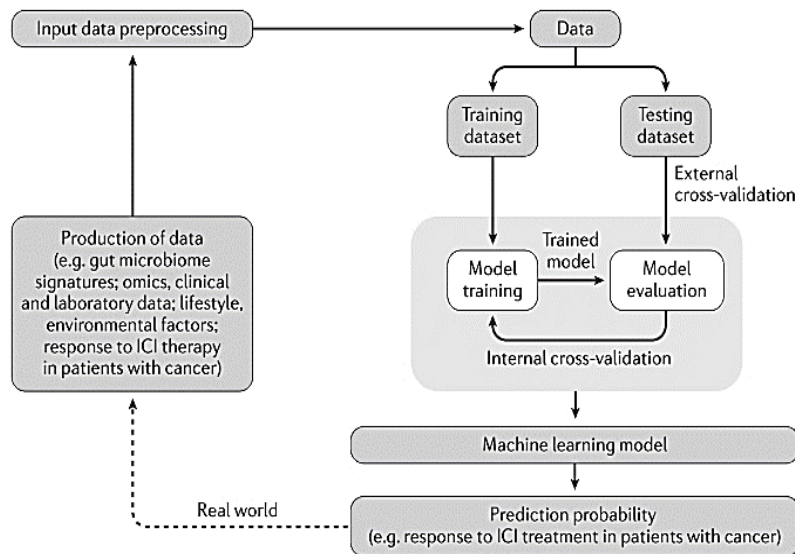 Input data preprocessing
Data
Training
dataset
Testing
dataset
External
cross-validation
Production of data
(e.g. gut microbiome
signatures; omics, clinical
and laboratory data; lifestyle,
environmental factors;
response to ICI therapy
in patients with cancer)
Trained
model
Model
training
Model
evaluation
Internal cross-validation
Machine learning model
Real world
Prediction probability
(e.g. response to ICI treatment in patients with cancer)